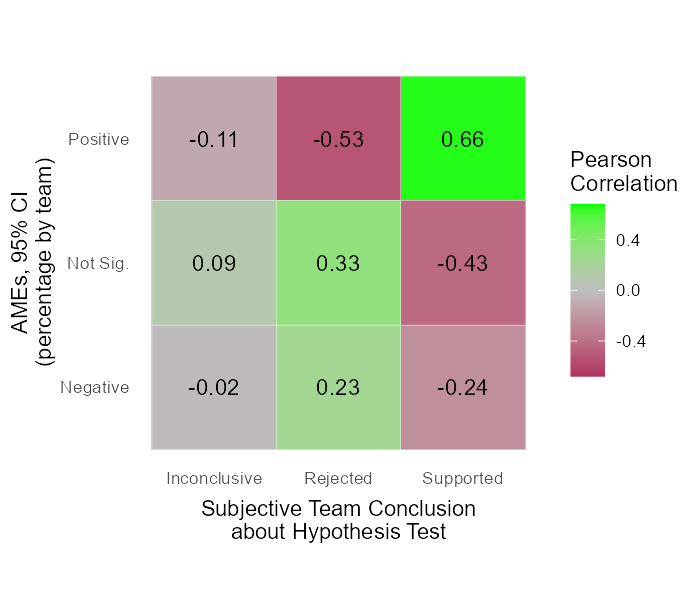 Positive
Not Sig.
Negative
AMEs, 95% CI
(percentage by team)
-0.11
-0.53
0.66
0.09
0.33
-0.43
-0.02
0.23
-0.24
Inconclusive
Rejected
Supported
Subjective Team Conclusion
about Hypothesis Test
Pearson
Correlation
0.4
0.0
-0.4